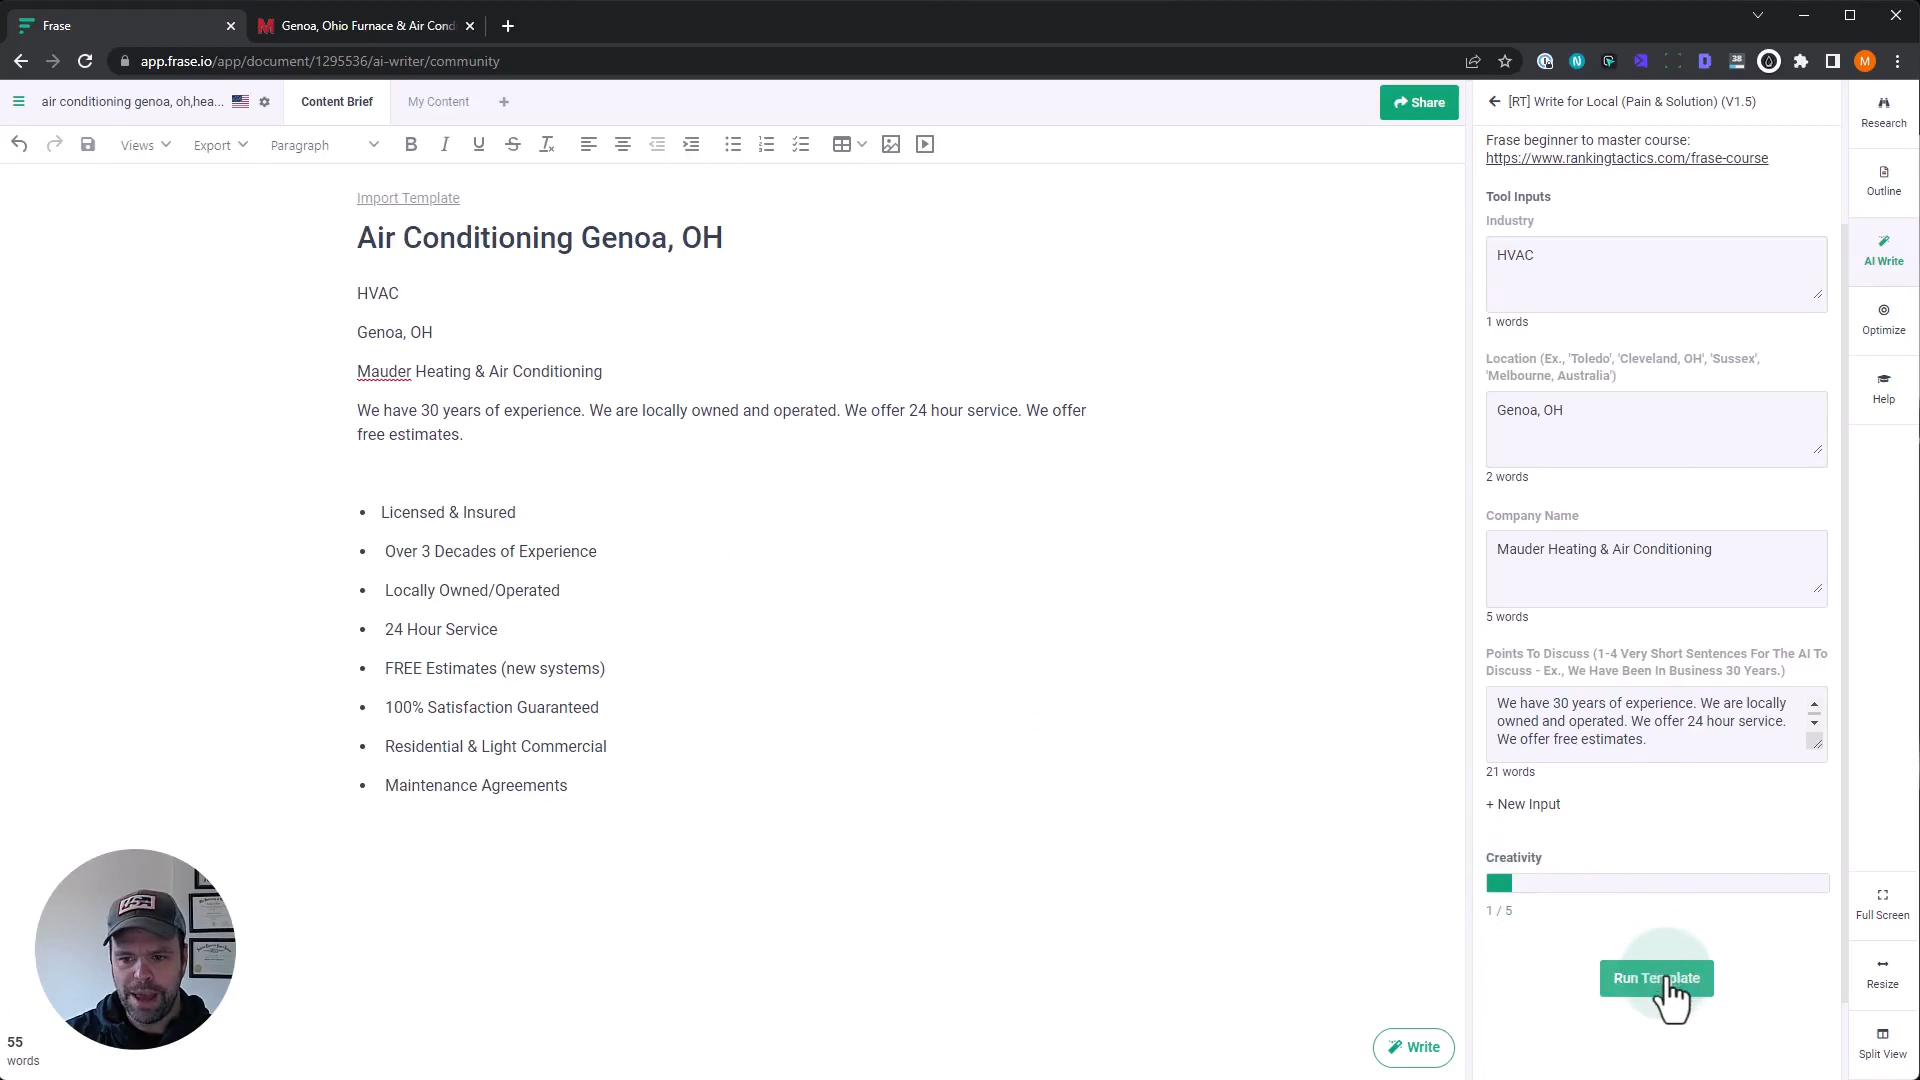 Frase
Genoa, Ohio Furnace & Air Cond
app.frase.io/app/document/1295536/ai-writer/community
38
M
air conditioning genoa, oh,hea...
Content Brief
My Content
Share
[RT] Write for Local (Pain & Solution) (V1.5)
Research
Views
Export
Paragraph
Frase beginner to master course:
https://www.rankingtactics.com/frase-course
Outline
Import Template
Air Conditioning Genoa, OH
Tool Inputs
Industry
HVAC
1 words
AI Write
HVAC
Genoa, OH
Mauder Heating & Air Conditioning
We have 30 years of experience. We are locally owned and operated. We offer 24 hour service. We offer
free estimates.
Optimize
Location (Ex., 'Toledo', 'Cleveland, OH', 'Sussex',
'Melbourne, Australia')
Genoa, OH
2 words
Help
• Licensed & Insured
• Over 3 Decades of Experience
• Locally Owned/Operated
• 24 Hour Service
• FREE Estimates (new systems)
• 100% Satisfaction Guaranteed
• Residential & Light Commercial
• Maintenance Agreements
Company Name
Mauder Heating & Air Conditioning
5 words
Points To Discuss (1-4 Very Short Sentences For The AI To
Discuss - Ex., We Have Been In Business 30 Years.)
We have 30 years of experience. We are locally
owned and operated. We offer 24 hour service.
We offer free estimates.
21 words
+ New Input
Creativity
1 / 5
Run Template
Full Screen
Resize
Split View
55
words
Write